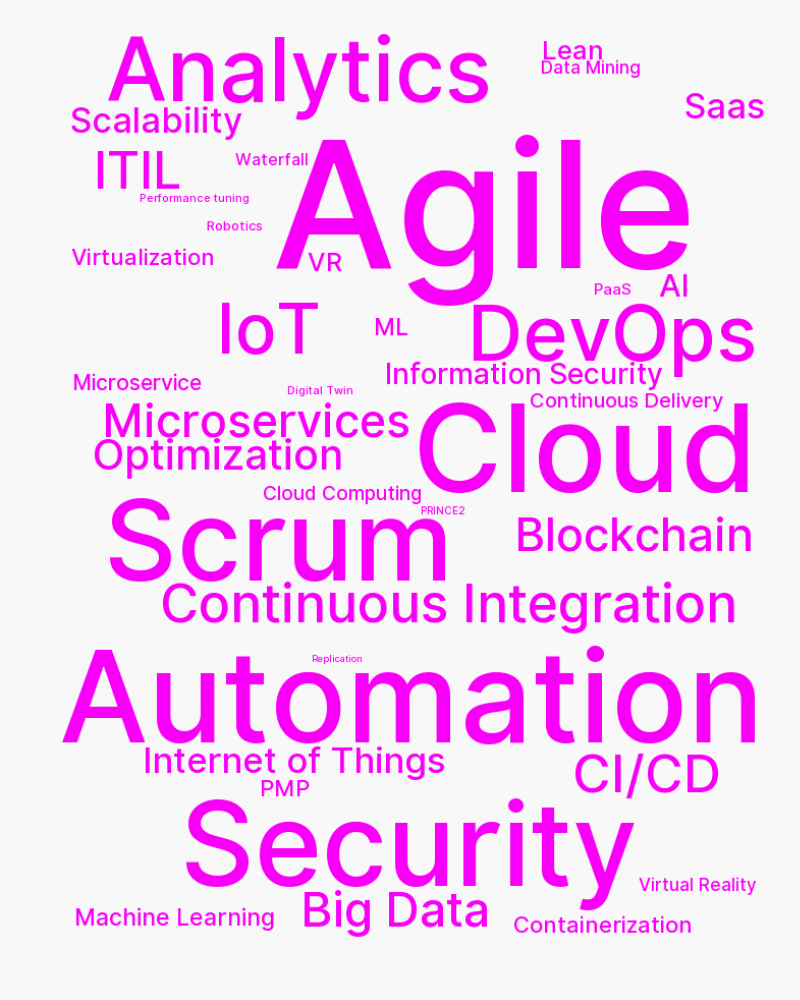 Analytics
Lean
Data Mining
Saas
Scalability
Agile
ITIL
Waterfall
Performance tuning
Robotics
Virtualization
VR
AI
PaaS
IoT
ML
DevOps
Information Security
Microservice
Digital Twin
Continuous Delivery
Microservices
Cloud
Optimization
Cloud Computing
PRINCE2
Scrum
Blockchain
Continuous Integration
Replication
Automation
Internet of Things
CI/CD
PMP
Security
Virtual Reality
Big Data
Machine Learning
Containerization